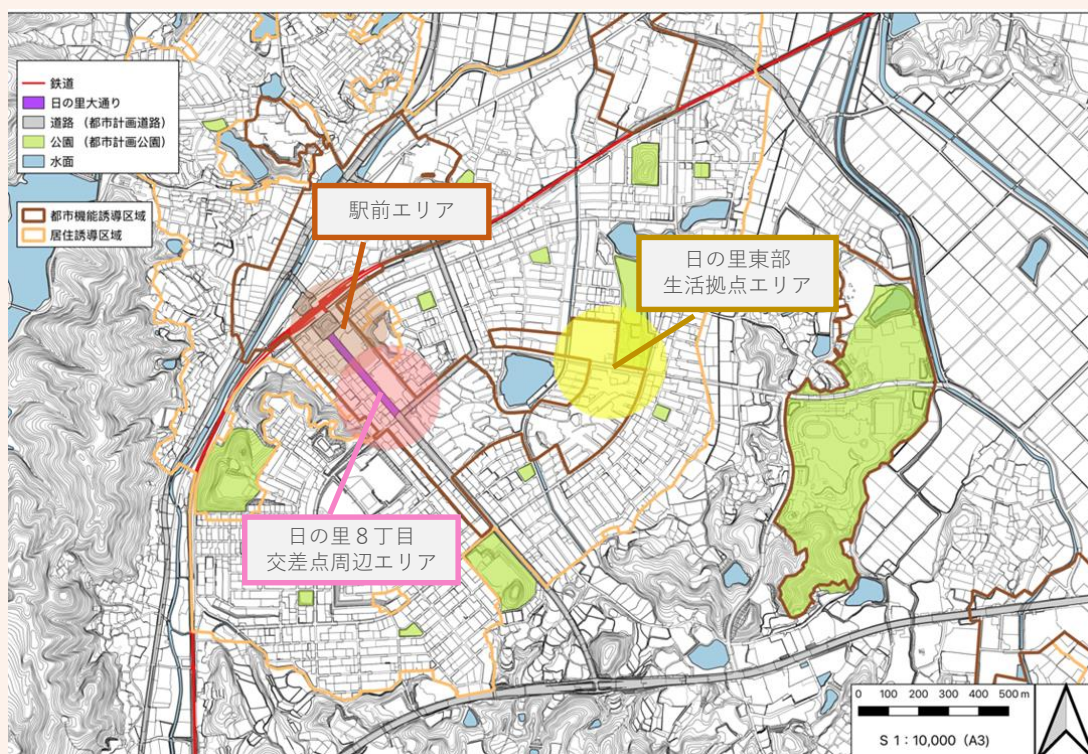 鉄道
日の里大通り
道路（都市計画道路）
公園（都市計画公園）
水面
都市機能誘導区域
居住誘導区域
駅前エリア
日の里東部
生活拠点エリア
日の里８丁目
交差点周辺エリア
0 100 200 300 400 500 m
S 1：10,000（A3）